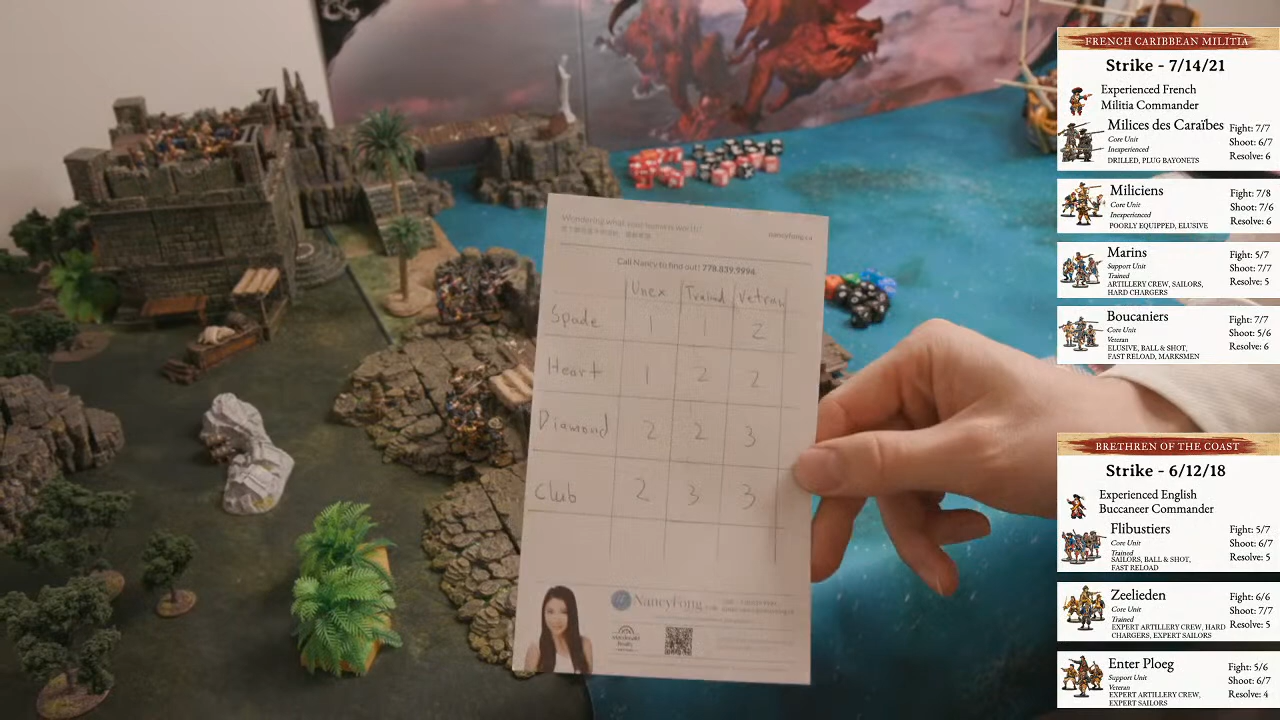 Wondering what your home is worth?
nancyfong.ca
Call Nancy to find out! 778.839.9994
Unex Trained Vetran
Spade 1 1 2
Heart 1 2 2
Diamond 2 2 3
Club 2 3 3
NancyFong
FRENCH CARIBBEAN MILITIA
Strike - 7/14/21
Experienced French
Militia Commander
Milices des Caraïbes
Core Unit
Inexperienced
DRILLED, PLUG BAYONETS
Fight: 7/7
Shoot: 6/7
Resolve: 6
Miliciens
Core Unit
Inexperienced
POORLY EQUIPPED, ELUSIVE
Fight: 7/8
Shoot: 7/6
Resolve: 6
Marins
Support Unit
Trained
ARTILLERY CREW, SAILORS,
HARD CHARGERS
Fight: 5/7
Shoot: 7/7
Resolve: 5
Boucaniers
Core Unit
Veteran
ELUSIVE, BALL & SHOT,
FAST RELOAD, MARKSMEN
Fight: 7/7
Shoot: 5/6
Resolve: 6
BRETHREN OF THE COAST
Strike - 6/12/18
Experienced English
Buccaneer Commander
Flibustiers
Core Unit
Trained
SAILORS, BALL & SHOT,
FAST RELOAD
Fight: 5/7
Shoot: 6/7
Resolve: 5
Zeelieden
Core Unit
Trained
EXPERT ARTILLERY CREW, HARD
CHARGERS, EXPERT SAILORS
Fight: 6/6
Shoot: 7/7
Resolve: 5
Enter Ploeg
Support Unit
Veteran
EXPERT ARTILLERY CREW,
EXPERT SAILORS
Fight: 5/6
Shoot: 6/7
Resolve: 4